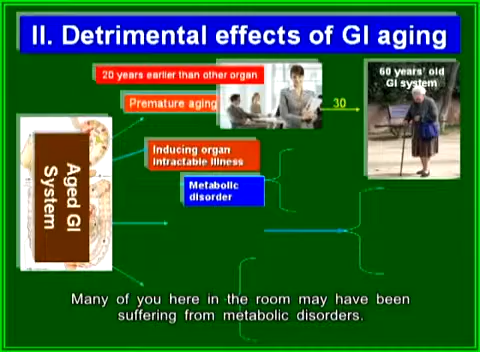 II. Detrimental effects of GI aging
20 years earlier than other organ
Premature aging
30
60 years' old
GI system
Inducing organ
intractable illness
Metabolic
disorder
Aged GI
System
Many of you here in the room may have been
suffering from metabolic disorders.